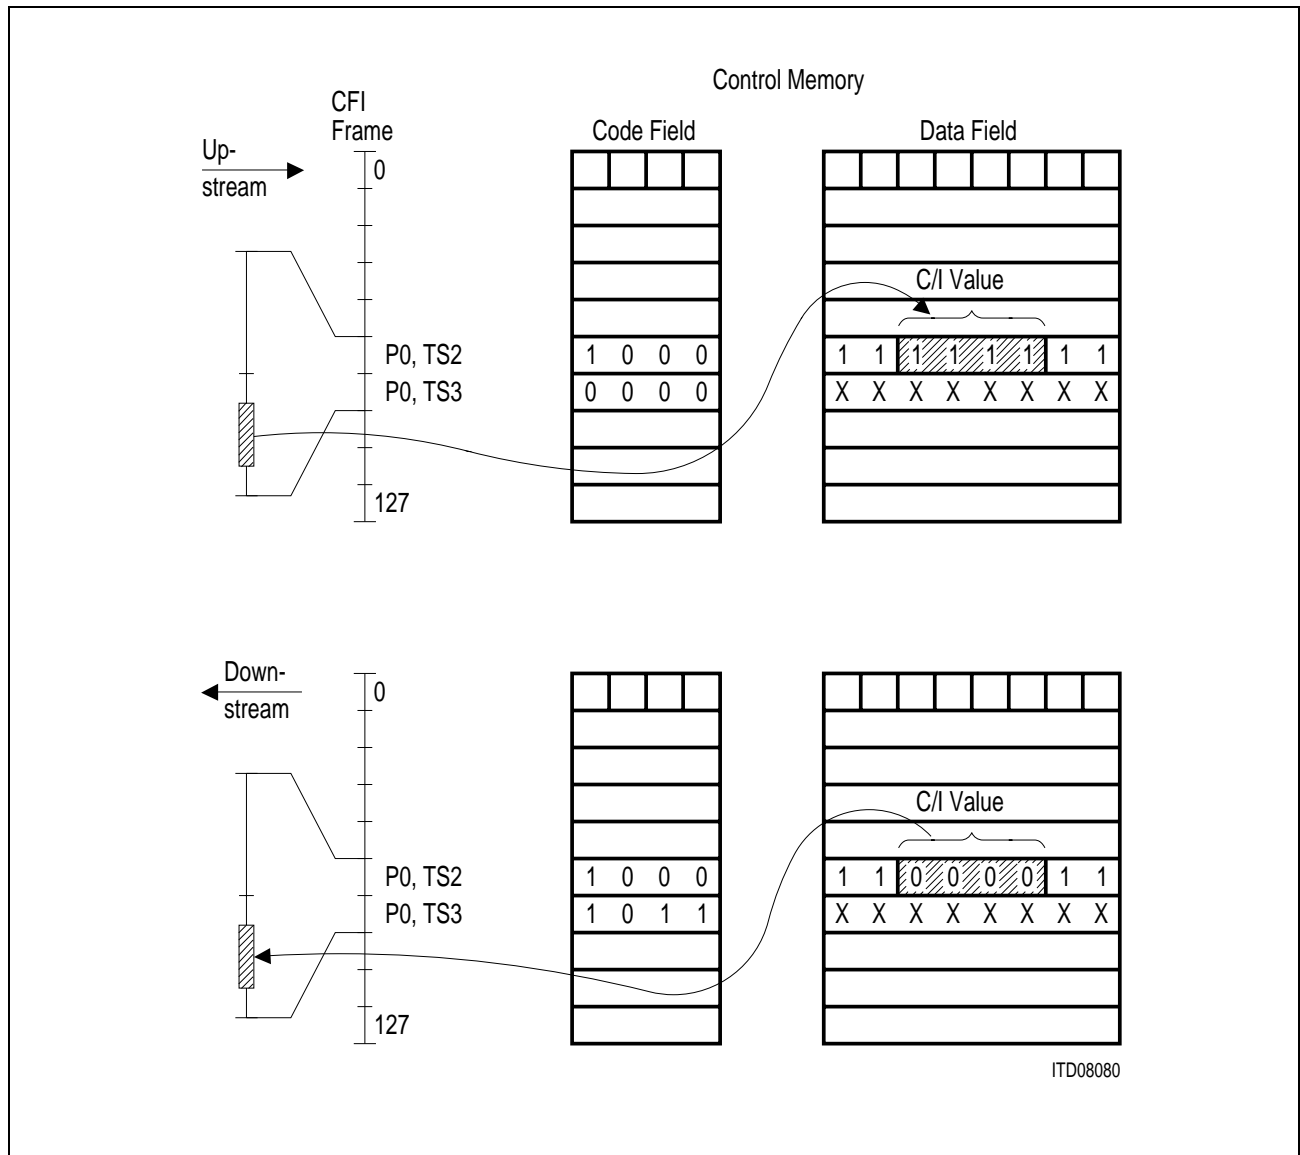 Control Memory
CFI
Frame
Code Field
Data Field
Up-
stream
0
C/I Value
P0, TS2
1 0 0 0
1 1 1 1 1 1 1 1
P0, TS3
0 0 0 0
X X X X X X X X
127
Down-
stream
0
C/I Value
P0, TS2
1 0 0 0
1 1 0 0 0 0 1 1
P0, TS3
1 0 1 1
X X X X X X X X
127
ITD08080